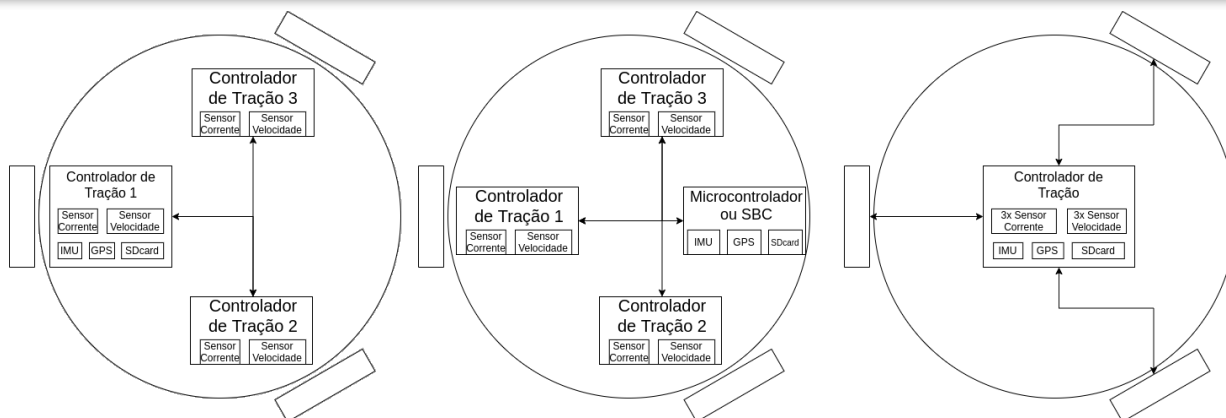 Controlador
de Tração 3
Sensor
Corrente
Sensor
Velocidade
Controlador de
Tração 1
Sensor
Corrente
Sensor
Velocidade
IMU
GPS
SDcard
Controlador
de Tração 2
Sensor
Corrente
Sensor
Velocidade
Controlador
de Tração 3
Sensor
Corrente
Sensor
Velocidade
Controlador
de Tração 1
Sensor
Corrente
Sensor
Velocidade
Microcontrolador
ou SBC
IMU
GPS
SDcard
Controlador
de Tração 2
Sensor
Corrente
Sensor
Velocidade
Controlador de
Tração
3x Sensor
Corrente
3x Sensor
Velocidade
IMU
GPS
SDcard